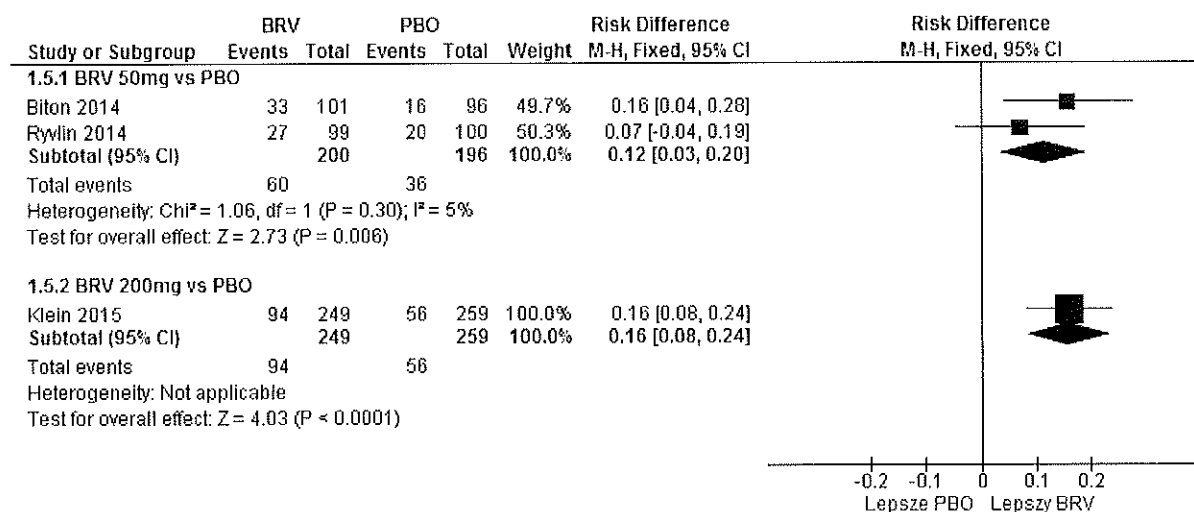 BRV PBO Risk Difference Risk Difference
Study or Subgroup Events Total Events Total Weight M-H, Fixed, 95% CI M-H, Fixed, 95% CI
1.5.1 BRV 50mg vs PBO
Biton 2014 33 101 16 96 49.7% 0.16 [0.04, 0.28]
Ryvlin 2014 27 99 20 100 50.3% 0.07 [-0.04, 0.19]
Subtotal (95% CI) 200 196 100.0% 0.12 [0.03, 0.20]
Total events 60 36
Heterogeneity: Chi² = 1.06, df = 1 (P = 0.30); I² = 5%
Test for overall effect: Z = 2.73 (P = 0.006)
1.5.2 BRV 200mg vs PBO
Klein 2015 94 249 56 259 100.0% 0.16 [0.08, 0.24]
Subtotal (95% CI) 249 259 100.0% 0.16 [0.08, 0.24]
Total events 94 56
Heterogeneity: Not applicable
Test for overall effect: Z = 4.03 (P < 0.0001)
-0.2 -0.1 0 0.1 0.2
Lepsze PBO Lepszy BRV